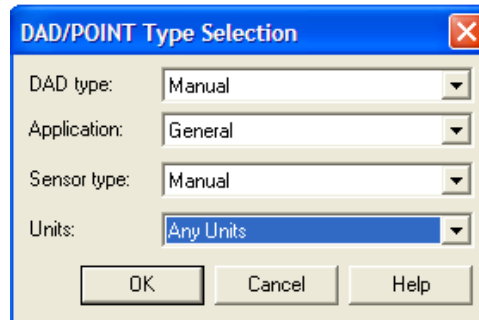 DAD/POINT Type Selection
DAD type: Manual
Application: General
Sensor type: Manual
Units: Any Units
OK Cancel Help